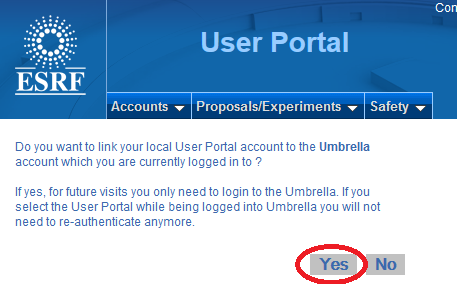 Con
User Portal
ESRF
Accounts Proposals/Experiments Safety
Do you want to link your local User Portal account to the Umbrella
account which you are currently logged in to ?
If yes, for future visits you only need to login to the Umbrella. If you
select the User Portal while being logged into Umbrella you will not
need to re-authenticate anymore.
Yes No